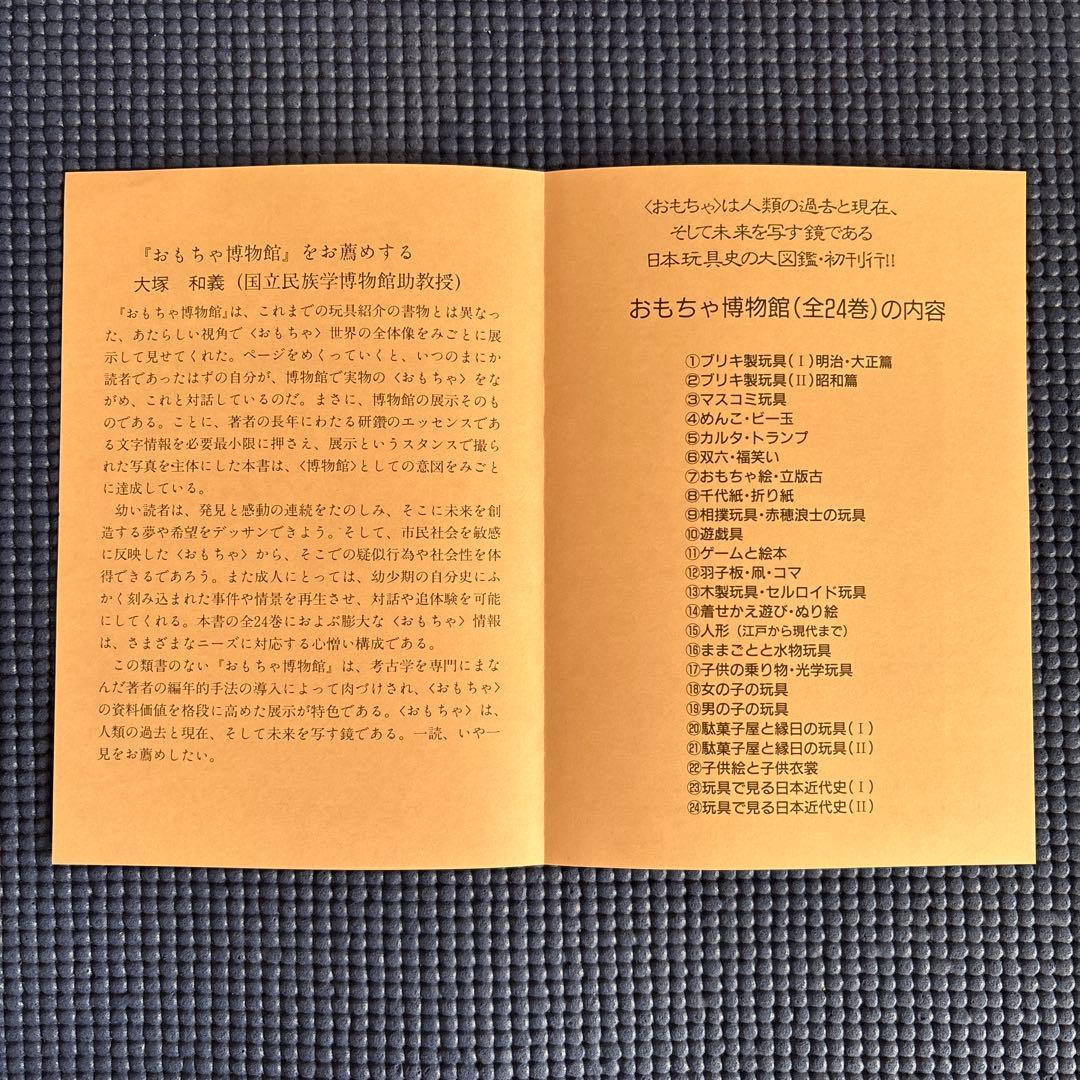 『おもちゃ博物館』をお薦めする
大塚　和義（国立民族学博物館助教授）
『おもちゃ博物館』は、これまでの玩具紹介の書物とは異なっ
た、あたらしい視角で〈おもちゃ〉世界の全体像をみごとに展
示して見せてくれた。ページをめくっていくと、いつのまにか
読者であったはずの自分が、博物館で実物の〈おもちゃ〉をな
がめ、これと対話しているのだ。まさに、博物館の展示そのも
のである。ことに、著者の長年にわたる研鑽のエッセンスであ
る文字情報を必要最小限に押さえ、展示というスタンスで撮ら
れた写真を主体にした本書は、〈博物館〉としての意図をみごと
に達成している。
幼い読者は、発見と感動の連続をたのしみ、そこに未来を創
造する夢や希望をデッサンできよう。そして、市民社会を敏感
に反映した〈おもちゃ〉から、そこでの疑似行為や社会性を体
得できるであろう。また成人にとっては、幼少期の自分史にふ
かく刻み込まれた事件や情景を再生させ、対話や追体験を可能
にしてくれる。本書の全24巻におよぶ膨大な〈おもちゃ〉情報
は、さまざまなニーズに対応する心憎い構成である。
この類書のない『おもちゃ博物館』は、考古学を専門にまな
んだ著者の編年的手法の導入によって肉づけされ、〈おもちゃ〉
の資料価値を格段に高めた展示が特色である。〈おもちゃ〉は、
人類の過去と現在、そして未来を写す鏡である。一読、いや一
見をお薦めしたい。
〈おもちゃ〉は人類の過去と現在、
そして未来を写す鏡である
日本玩具史の大図鑑・初刊行!!
おもちゃ博物館（全24巻）の内容
①ブリキ製玩具（Ⅰ）明治・大正篇
②ブリキ製玩具（Ⅱ）昭和篇
③マスコミ玩具
④めんこ・ビー玉
⑤カルタ・トランプ
⑥双六・福笑い
⑦おもちゃ絵・立版古
⑧千代紙・折り紙
⑨相撲玩具・赤穂浪士の玩具
⑩遊戯具
⑪ゲームと絵本
⑫羽子板・凧・コマ
⑬木製玩具・セルロイド玩具
⑭着せかえ遊び・ぬり絵
⑮人形（江戸から現代まで）
⑯ままごとと水物玩具
⑰子供の乗り物・光学玩具
⑱女の子の玩具
⑲男の子の玩具
⑳駄菓子屋と縁日の玩具（Ⅰ）
㉑駄菓子屋と縁日の玩具（Ⅱ）
㉒子供絵と子供衣裳
㉓玩具で見る日本近代史（Ⅰ）
㉔玩具で見る日本近代史（Ⅱ）